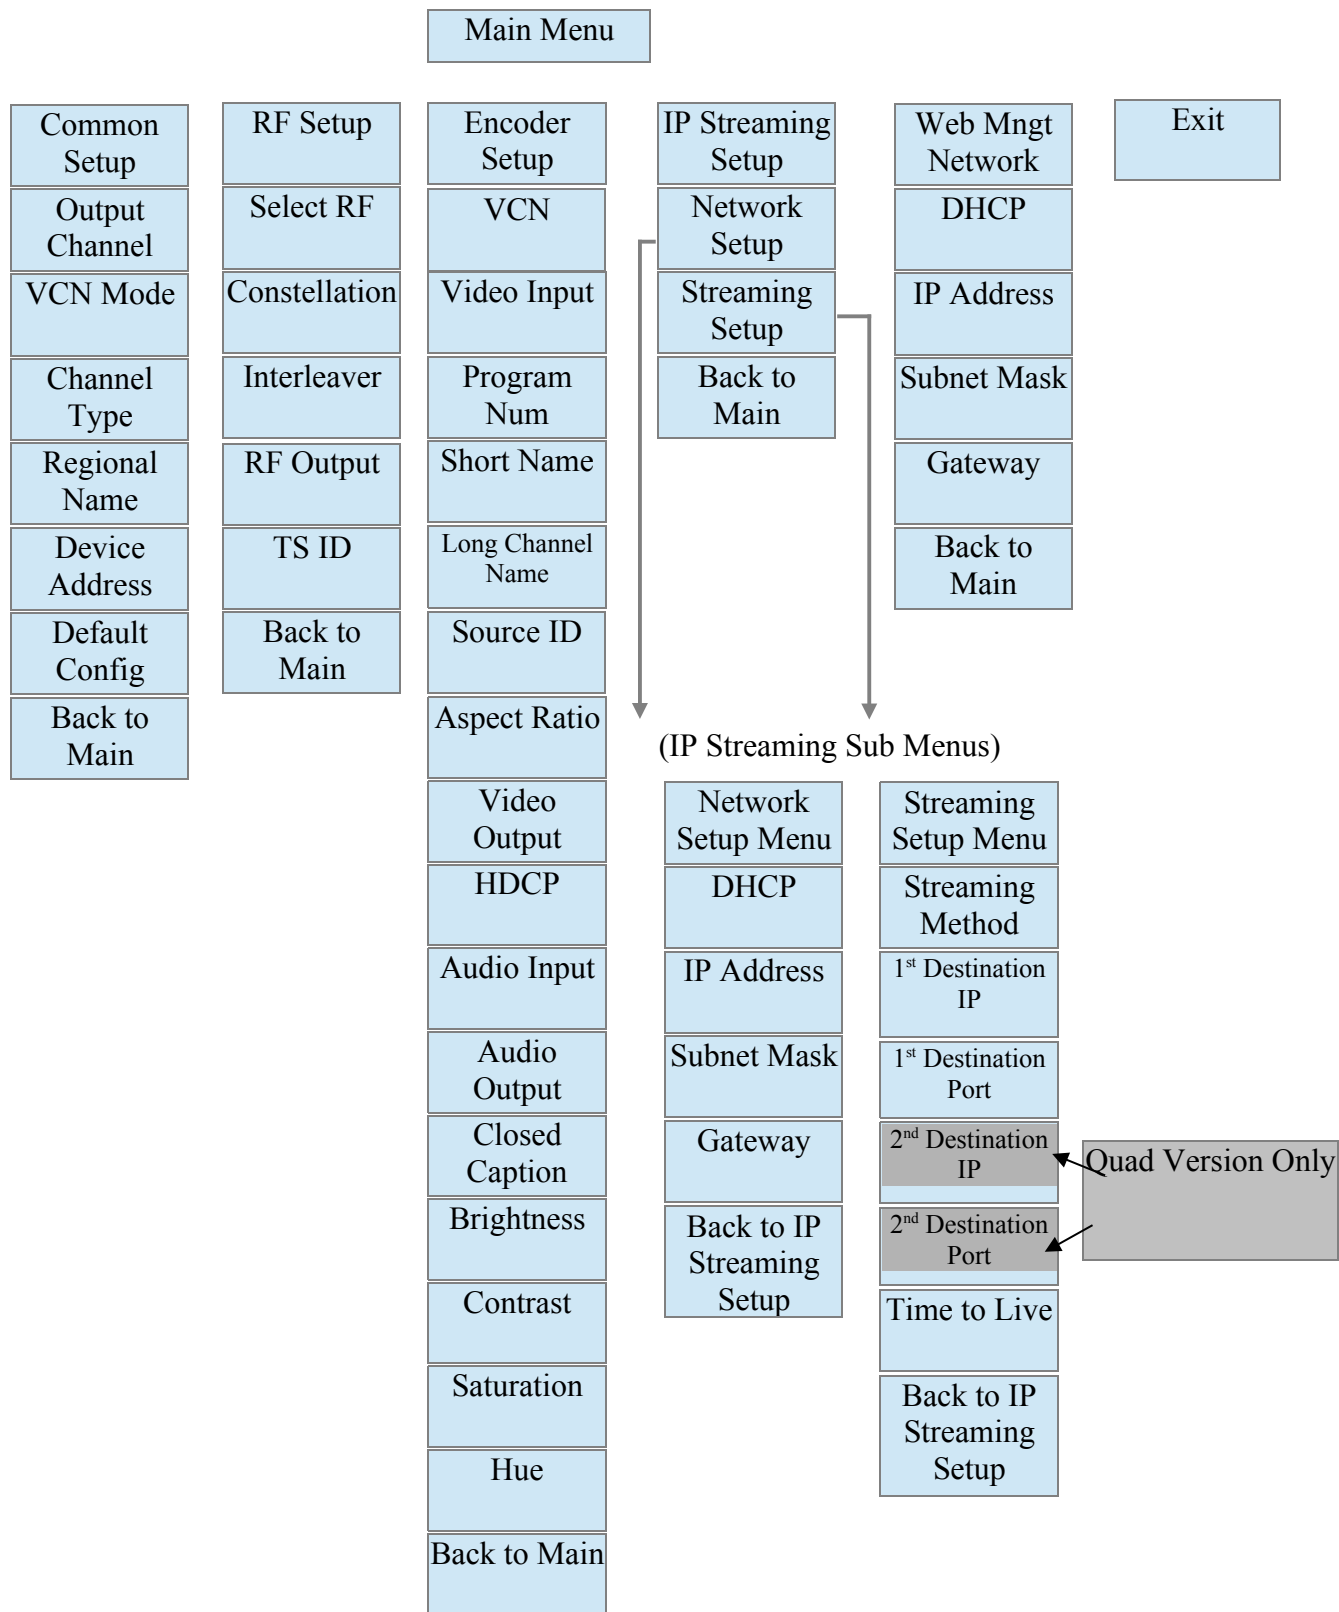 Main Menu
Common
Setup
Output
Channel
VCN Mode
Channel
Type
Regional
Name
Device
Address
Default
Config
Back to
Main
RF Setup
Select RF
Constellation
Interleaver
RF Output
TS ID
Back to
Main
Encoder
Setup
VCN
Video Input
Program
Num
Short Name
Long Channel
Name
Source ID
Aspect Ratio
Video
Output
HDCP
Audio Input
Audio
Output
Closed
Caption
Brightness
Contrast
Saturation
Hue
Back to Main
IP Streaming
Setup
Network
Setup
Streaming
Setup
Back to
Main
Web Mngt
Network
DHCP
IP Address
Subnet Mask
Gateway
Back to
Main
Exit
(IP Streaming Sub Menus)
Network
Setup Menu
DHCP
IP Address
Subnet Mask
Gateway
Back to IP
Streaming
Setup
Streaming
Setup Menu
Streaming
Method
1st Destination
IP
1st Destination
Port
2nd Destination
IP
2nd Destination
Port
Time to Live
Back to IP
Streaming
Setup
Quad Version Only